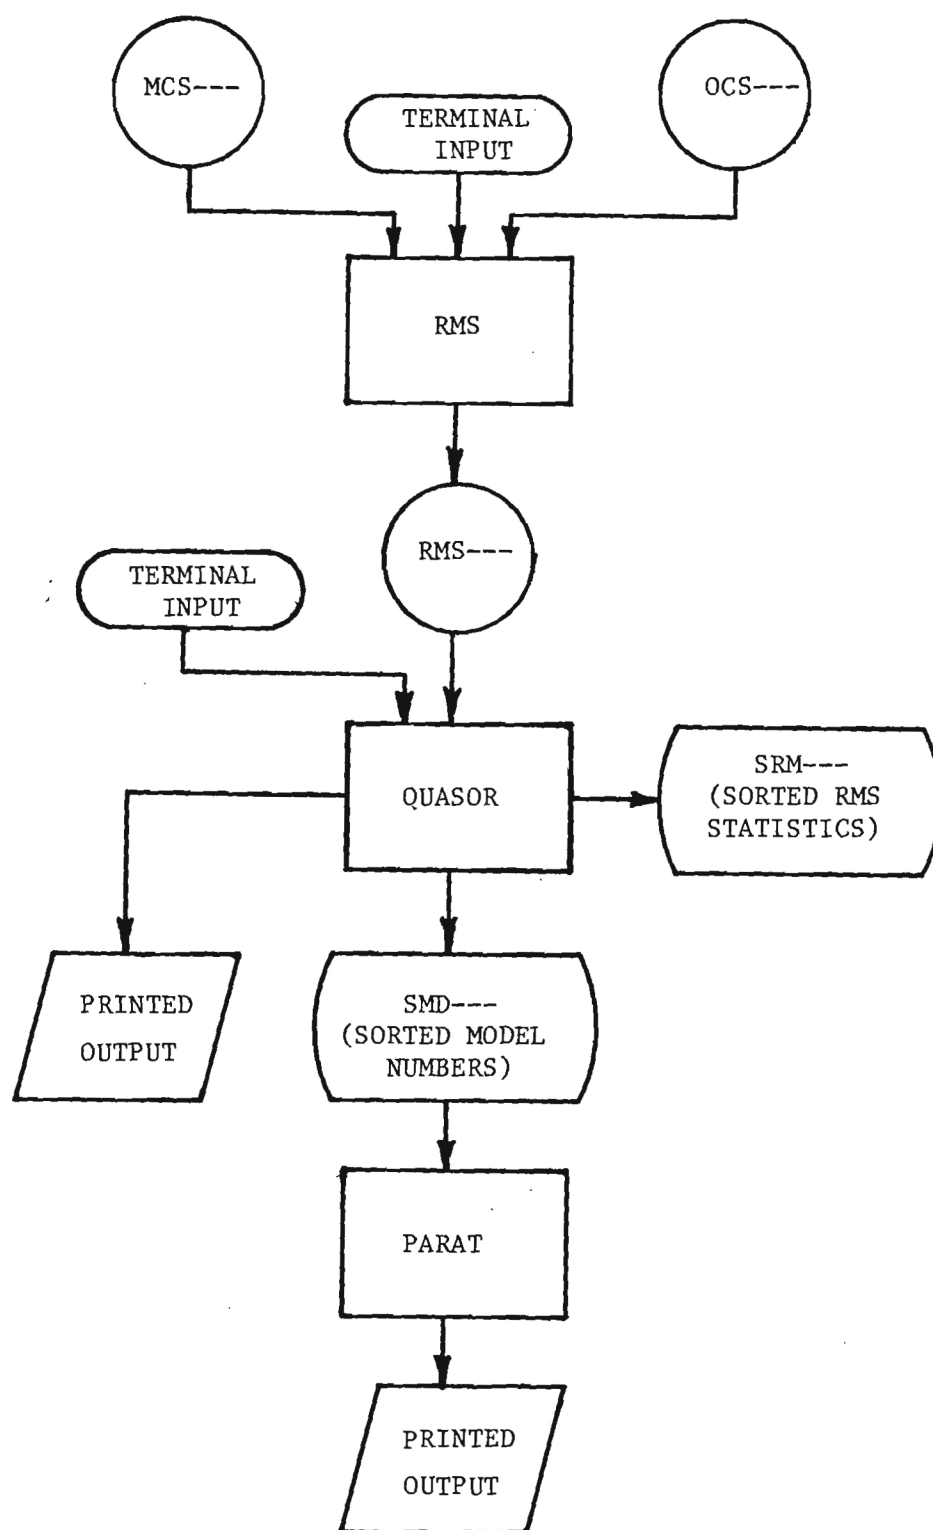 MCS---
OCS---
TERMINAL
INPUT
RMS
RMS---
TERMINAL
INPUT
QUASOR
SRM---
(SORTED RMS
STATISTICS)
PRINTED
OUTPUT
SMD---
(SORTED MODEL
NUMBERS)
PARAT
PRINTED
OUTPUT